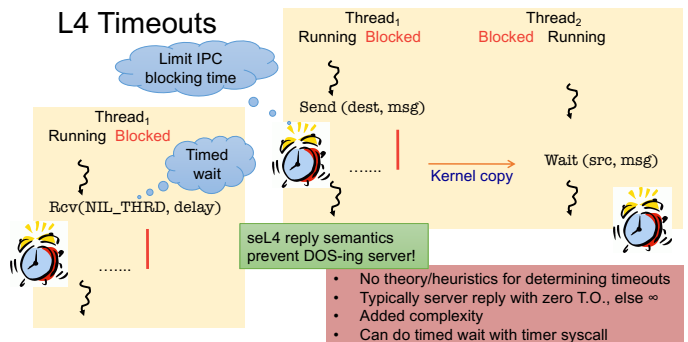 L4 Timeouts
Limit IPC
blocking time
Thread₁
Running Blocked
Thread₂
Blocked Running
Send (dest, msg)
…....
Kernel copy
Wait (src, msg)
Thread₁
Running Blocked
Timed
wait
Rcv(NIL_THRD, delay)
…....
seL4 reply semantics
prevent DOS-ing server!
• No theory/heuristics for determining timeouts
• Typically server reply with zero T.O., else ∞
• Added complexity
• Can do timed wait with timer syscall